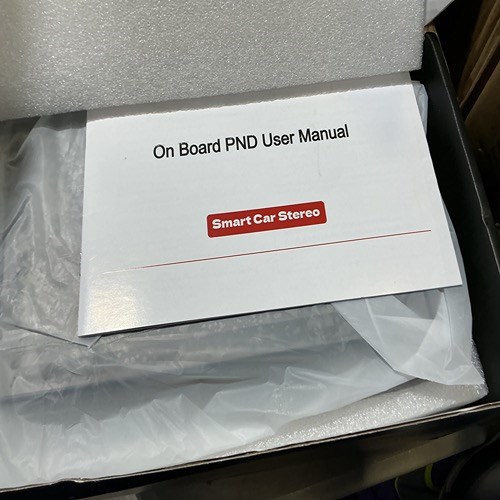 On Board PND User Manual
Smart Car Stereo